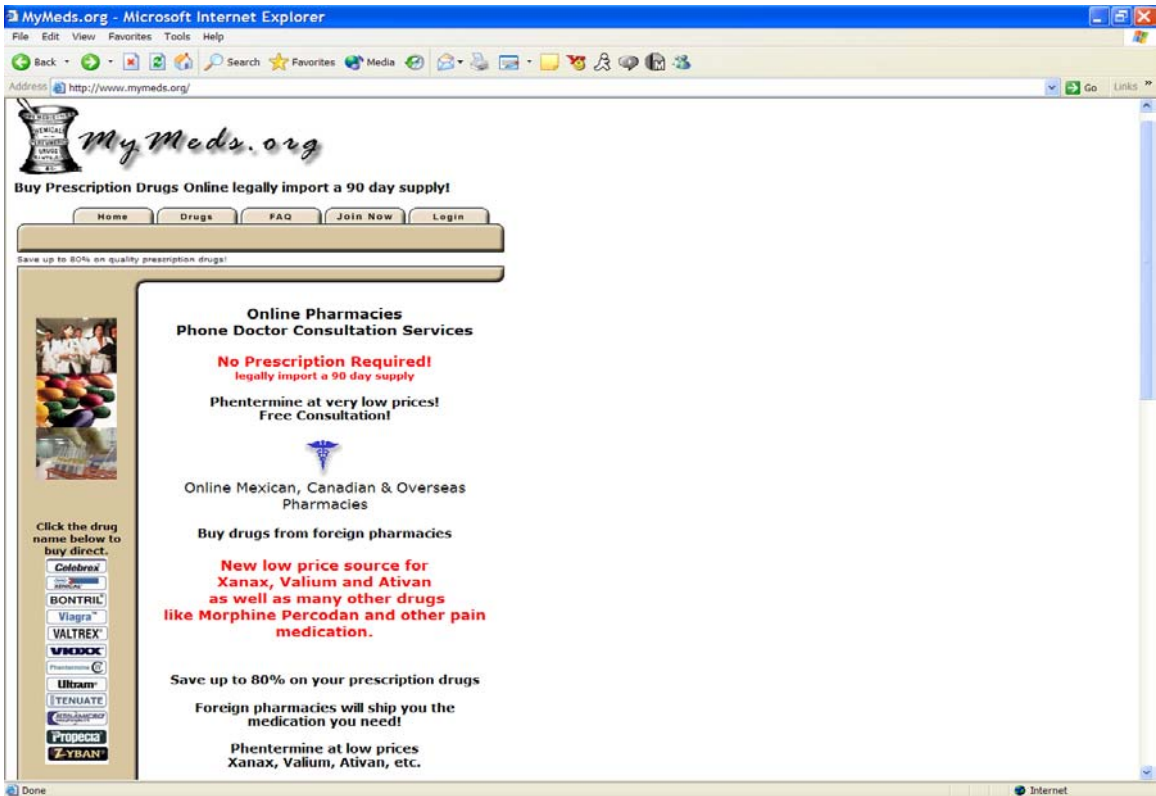 MyMeds.org - Microsoft Internet Explorer
File Edit View Favorites Tools Help
Back Search Favorites Media
Address http://www.mymeds.org/ Go Links »
CHEMICALS
DRUGS
My Meds.org
Buy Prescription Drugs Online legally import a 90 day supply!
Home Drugs FAQ Join Now Login
Save up to 80% on quality prescription drugs!
Online Pharmacies
Phone Doctor Consultation Services
No Prescription Required!
legally import a 90 day supply
Phentermine at very low prices!
Free Consultation!
Online Mexican, Canadian & Overseas
Pharmacies
Buy drugs from foreign pharmacies
New low price source for
Xanax, Valium and Ativan
as well as many other drugs
like Morphine Percodan and other pain
medication.
Save up to 80% on your prescription drugs
Foreign pharmacies will ship you the
medication you need!
Phentermine at low prices
Xanax, Valium, Ativan, etc.
Click the drug
name below to
buy direct.
Celebrex
XENICAL
BONTRIL
Viagra™
VALTREX
VIOXX
Phentermine
Ultram
TENUATE
Propecia
ZYBAN
Done Internet